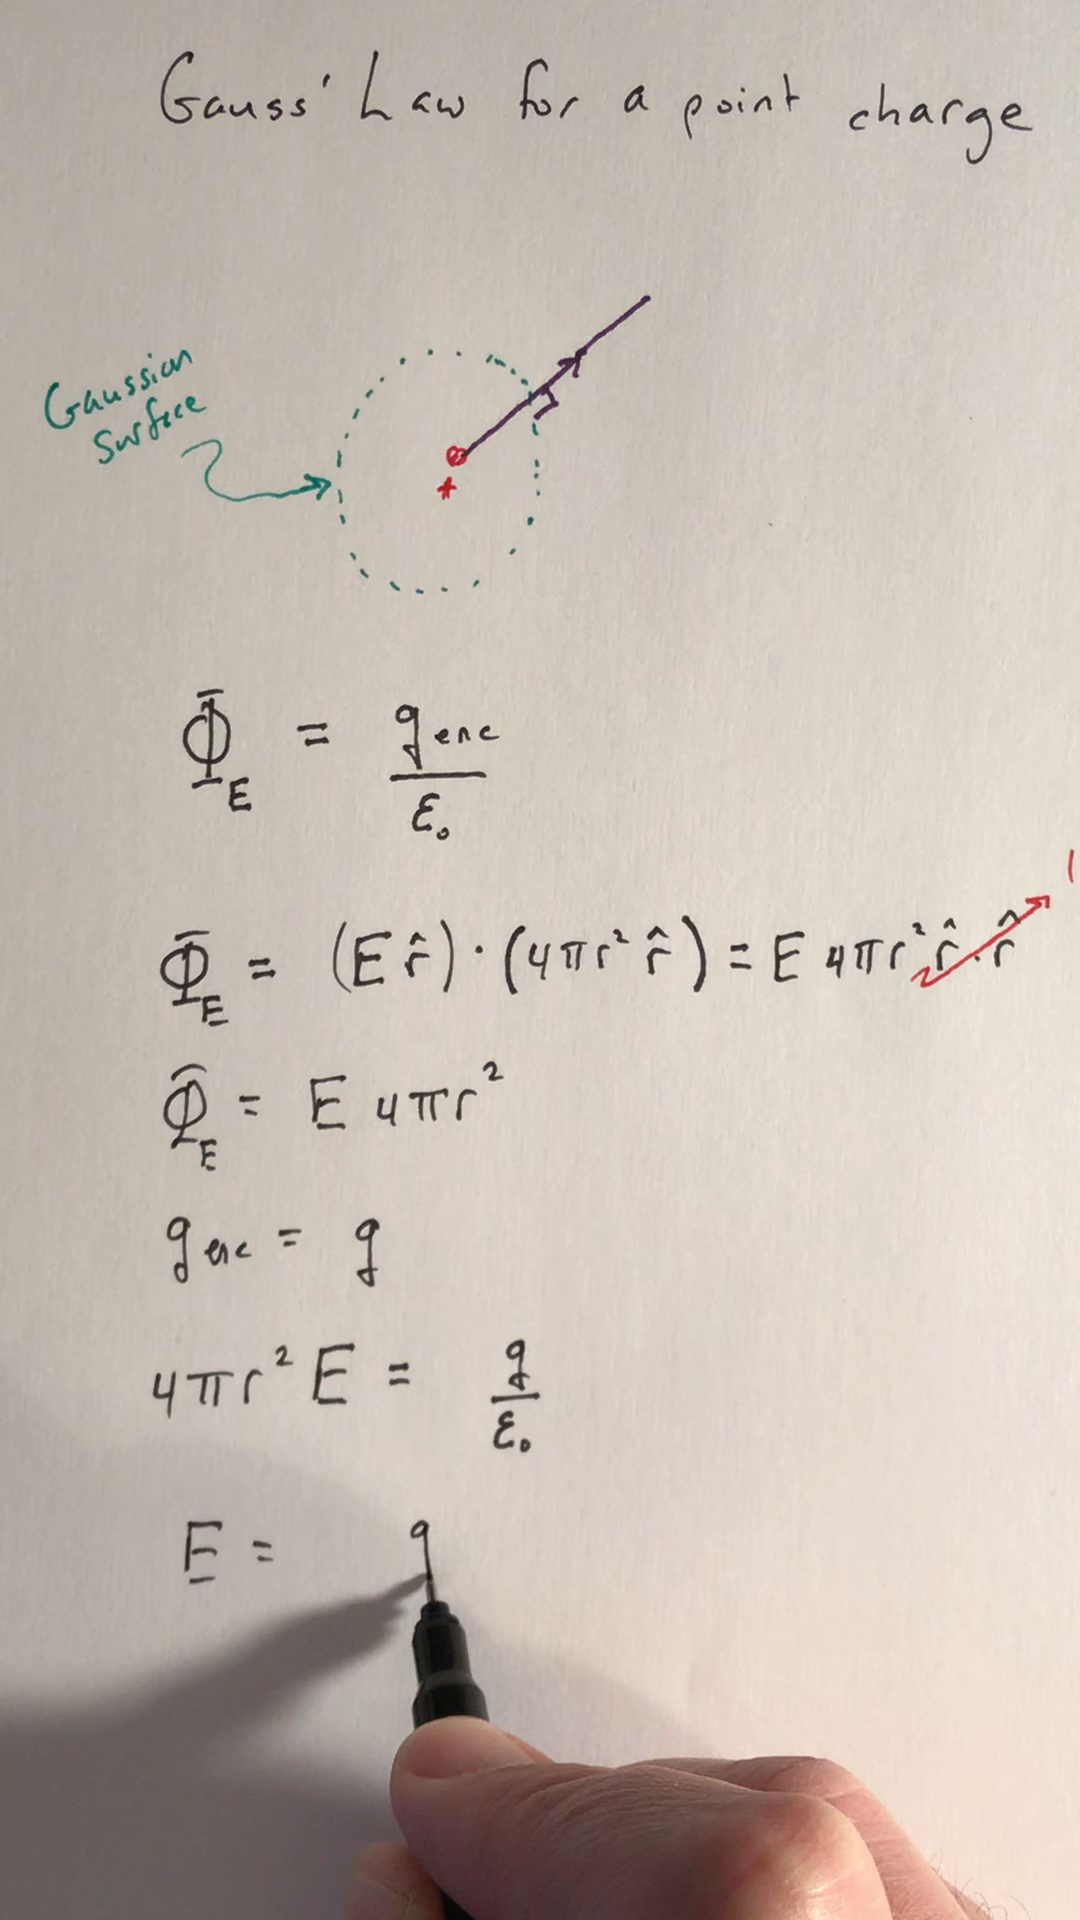 Gauss' Law for a point charge
Gaussian
Surface
+
Φ_E = q_enc / ε₀
1
Φ_E = (E r̂) · (4πr² r̂) = E 4πr² r̂ · r̂
Φ_E = E 4πr²
q_enc = q
4πr² E = q / ε₀
E = q